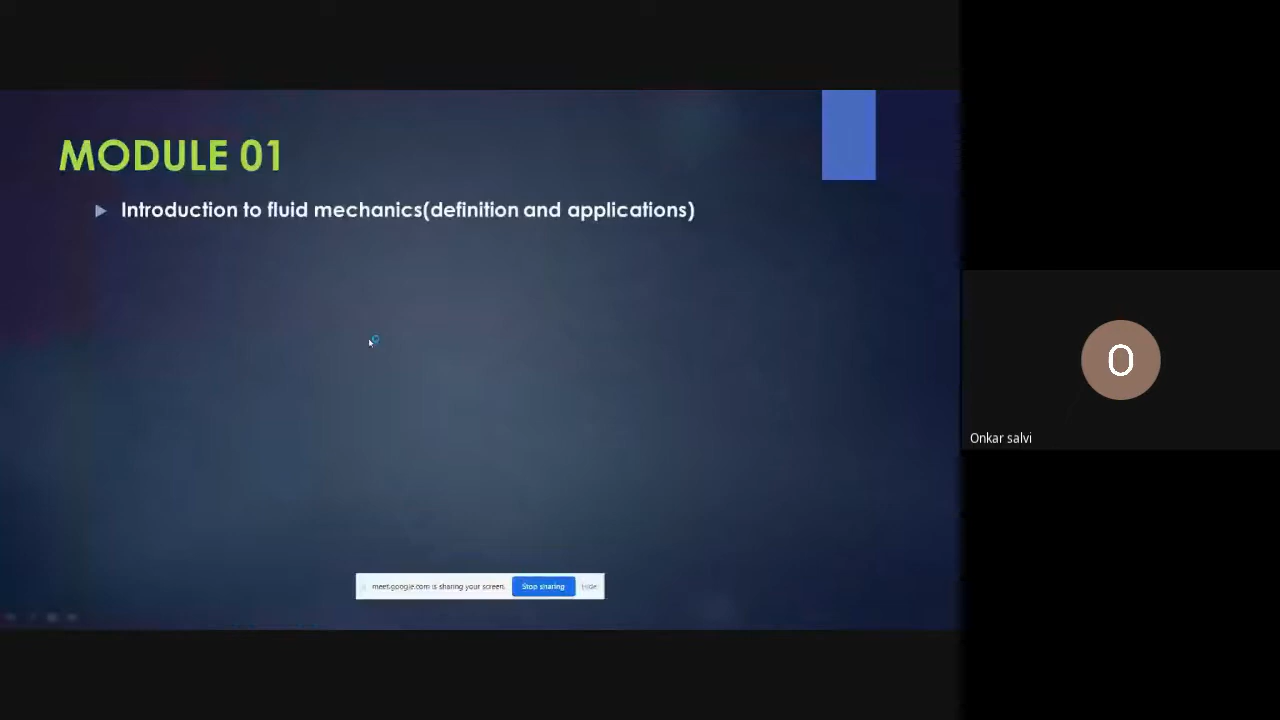 MODULE 01
Introduction to fluid mechanics(definition and applications)
meet.google.com is sharing your screen.
Stop sharing
Hide
O
Onkar salvi